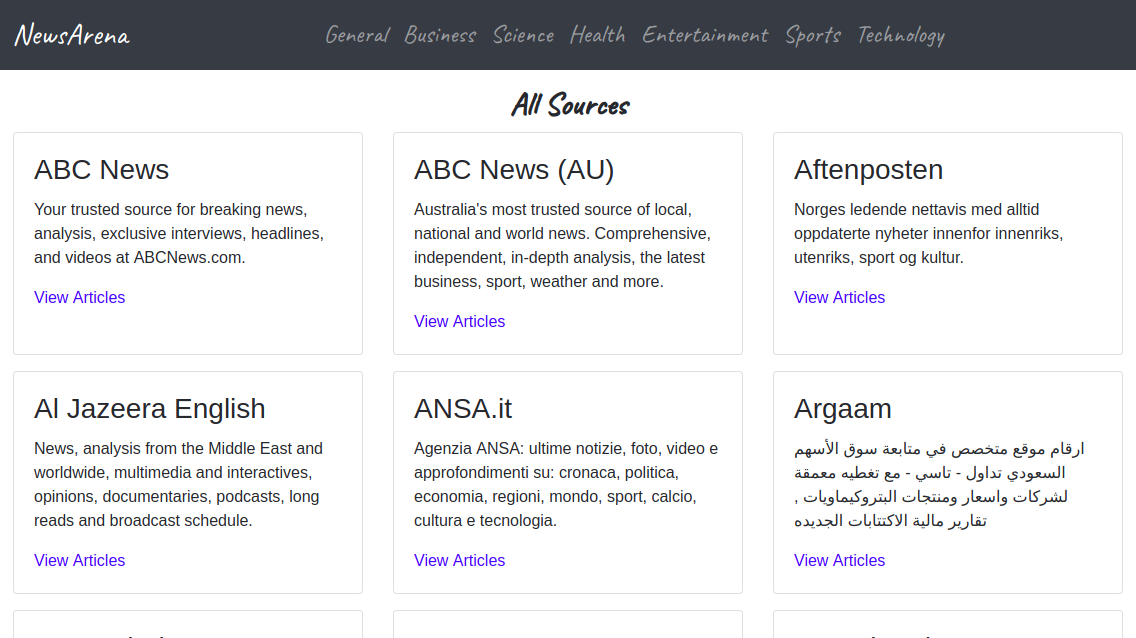 NewsArena
General Business Science Health Entertainment Sports Technology
All Sources
ABC News
Your trusted source for breaking news,
analysis, exclusive interviews, headlines,
and videos at ABCNews.com.
View Articles
ABC News (AU)
Australia's most trusted source of local,
national and world news. Comprehensive,
independent, in-depth analysis, the latest
business, sport, weather and more.
View Articles
Aftenposten
Norges ledende nettavis med alltid
oppdaterte nyheter innenfor innenriks,
utenriks, sport og kultur.
View Articles
Al Jazeera English
News, analysis from the Middle East and
worldwide, multimedia and interactives,
opinions, documentaries, podcasts, long
reads and broadcast schedule.
View Articles
ANSA.it
Agenzia ANSA: ultime notizie, foto, video e
approfondimenti su: cronaca, politica,
economia, regioni, mondo, sport, calcio,
cultura e tecnologia.
View Articles
Argaam
ارقام موقع متخصص في متابعة سوق الأسهم
السعودي تداول - تاسي - مع تغطيه معمقة
لشركات واسعار ومنتجات البتروكيماويات ,
تقارير مالية الاكتتابات الجديده
View Articles